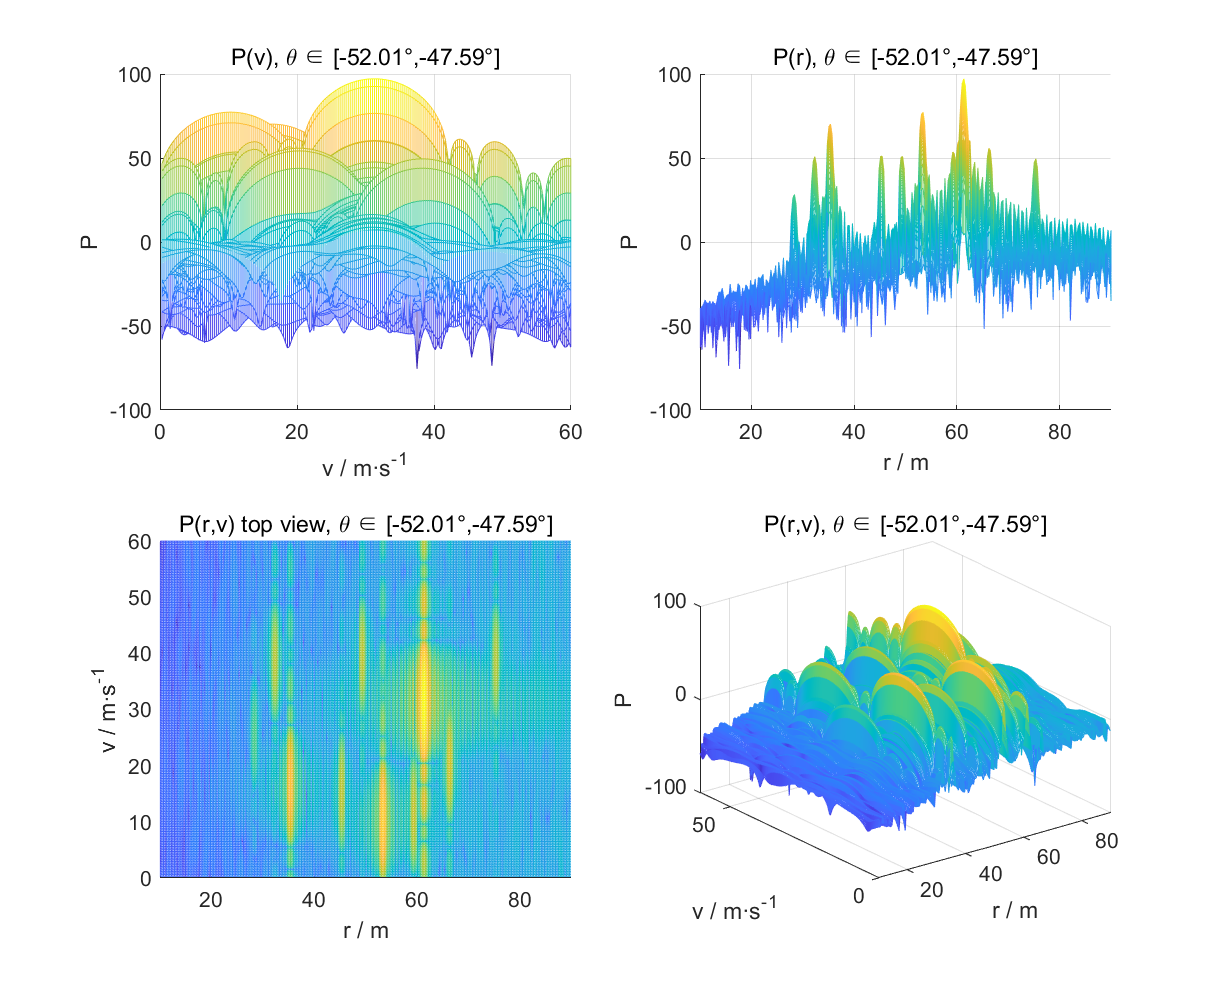 P(v), θ ∈ [-52.01°,-47.59°]
100
50
0
-50
-100
P
0 20 40 60
v / m·s⁻¹
P(r), θ ∈ [-52.01°,-47.59°]
100
50
0
-50
-100
P
20 40 60 80
r / m
P(r,v) top view, θ ∈ [-52.01°,-47.59°]
60
50
40
30
20
10
0
v / m·s⁻¹
20 40 60 80
r / m
P(r,v), θ ∈ [-52.01°,-47.59°]
100
0
-100
P
50
0
v / m·s⁻¹
20 40 60 80
r / m